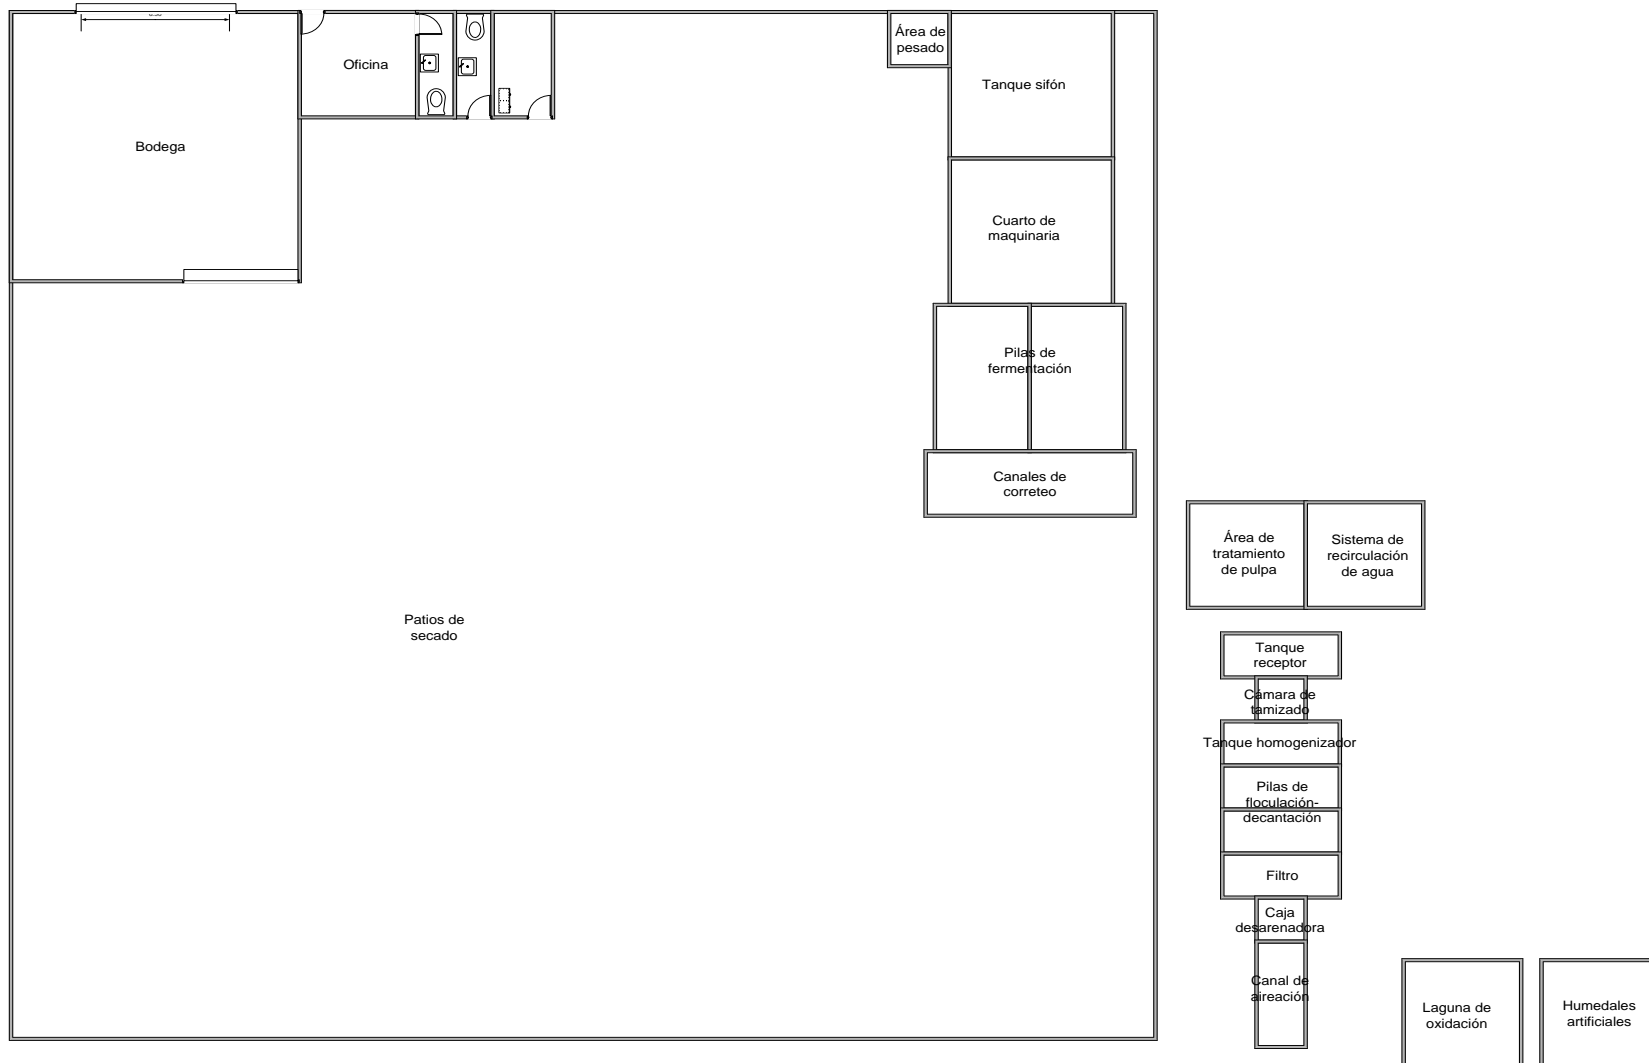 Área de
pesado
Oficina
Tanque sifón
Bodega
Cuarto de
maquinaria
Pilas de
fermentación
Canales de
correteo
Área de
tratamiento
de pulpa
Sistema de
recirculación
de agua
Patios de
secado
Tanque
receptor
Cámara de
tamizado
Tanque homogenizador
Pilas de
floculación-
decantación
Filtro
Caja
desarenadora
Canal de
aireación
Laguna de
oxidación
Humedales
artificiales